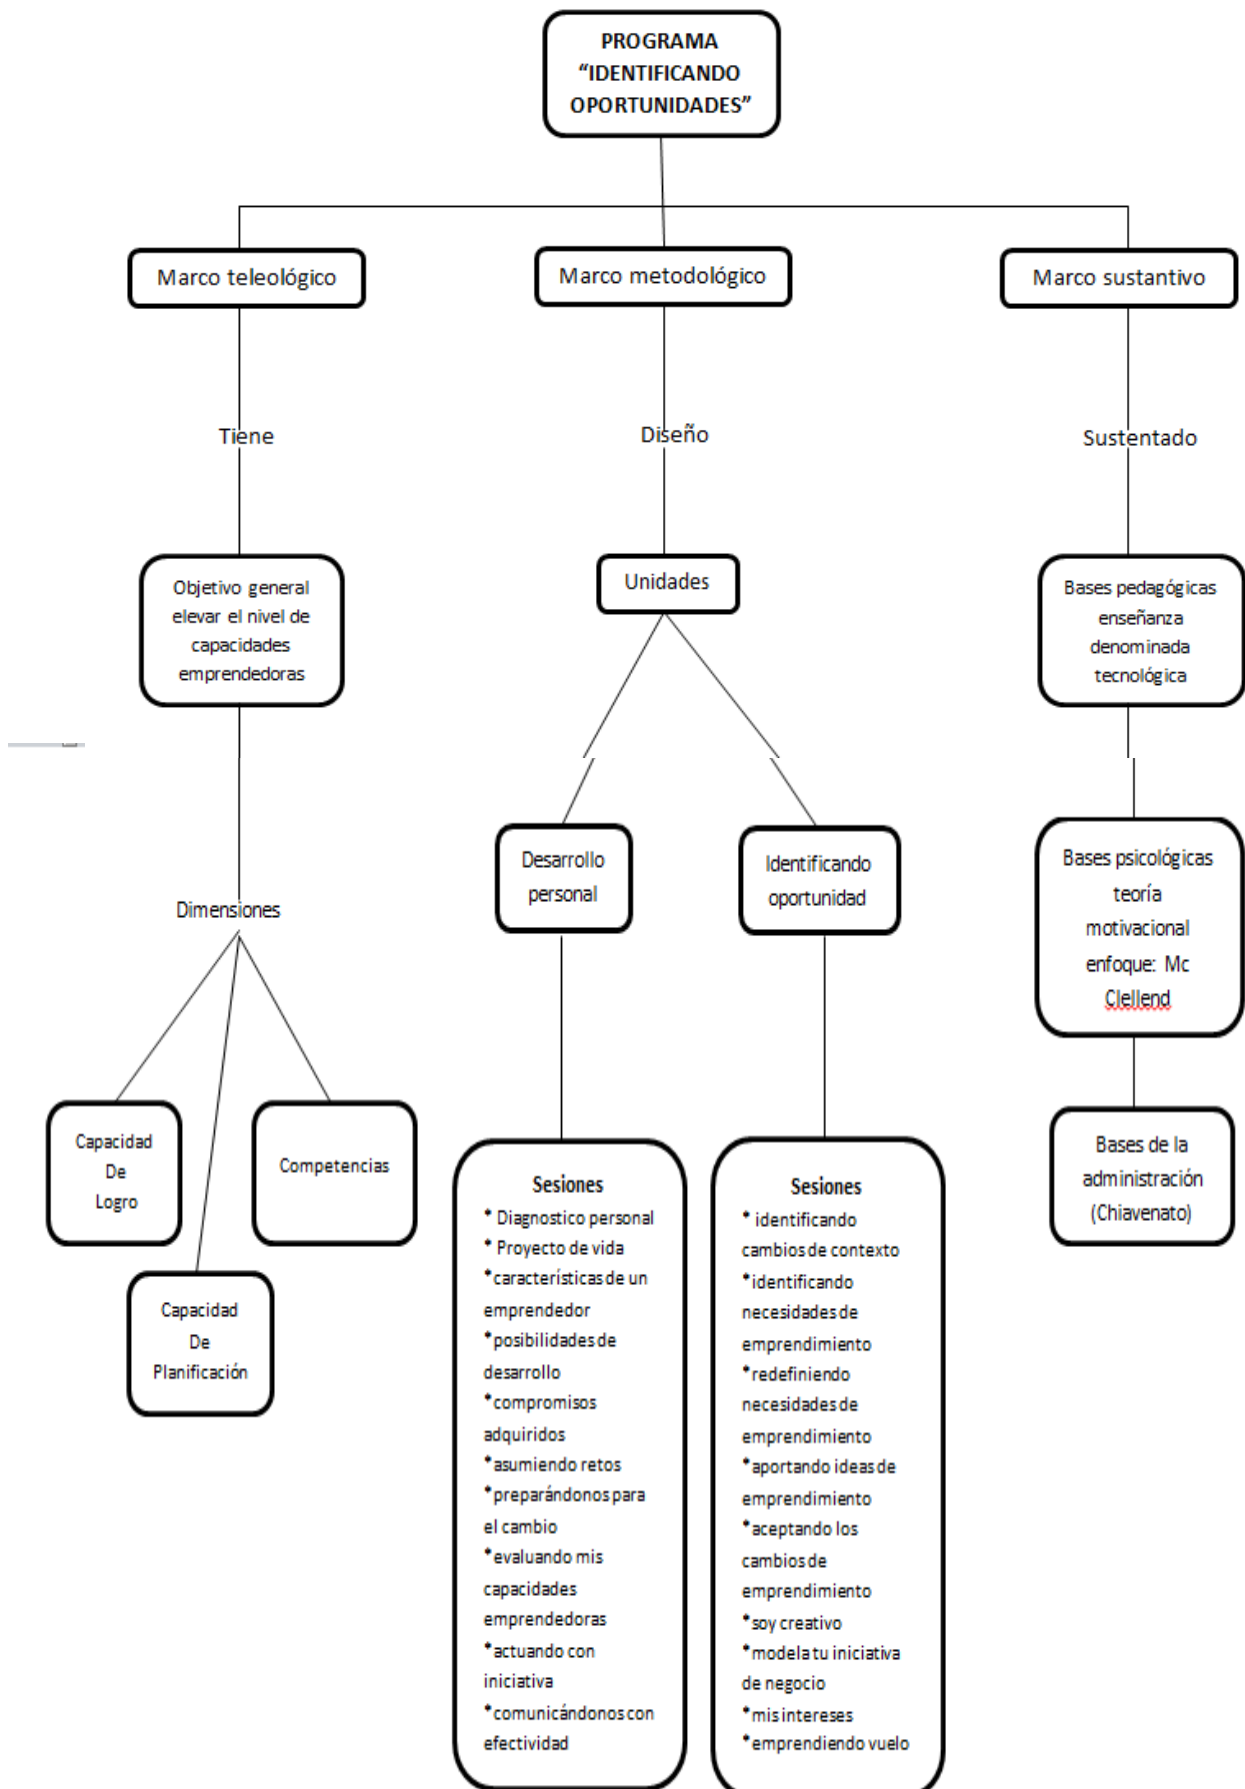 PROGRAMA
“IDENTIFICANDO
OPORTUNIDADES”
Marco teleológico
Marco metodológico
Marco sustantivo
Tiene
Diseño
Sustentado
Objetivo general
elevar el nivel de
capacidades
emprendedoras
Unidades
Bases pedagógicas
enseñanza
denominada
tecnológica
Dimensiones
Desarrollo
personal
Identificando
oportunidad
Bases psicológicas
teoría
motivacional
enfoque: Mc
Clellend
Capacidad
De
Logro
Competencias
Capacidad
De
Planificación
Sesiones
* Diagnostico personal
* Proyecto de vida
*características de un
emprendedor
*posibilidades de
desarrollo
*compromisos
adquiridos
*asumiendo retos
*preparándonos para
el cambio
*evaluando mis
capacidades
emprendedoras
*actuando con
iniciativa
*comunicándonos con
efectividad
Sesiones
* identificando
cambios de contexto
*identificando
necesidades de
emprendimiento
*redefiniendo
necesidades de
emprendimiento
*aportando ideas de
emprendimiento
*aceptando los
cambios de
emprendimiento
*soy creativo
*modela tu iniciativa
de negocio
*mis intereses
*emprendiendo vuelo
Bases de la
administración
(Chiavenato)